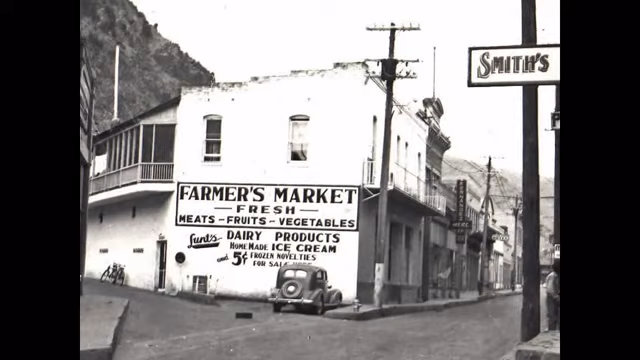 SMITH'S
FARMER'S MARKET
— FRESH —
MEATS - FRUITS - VEGETABLES
Lunt's DAIRY PRODUCTS
HOME MADE ICE CREAM
AND 5¢ FROZEN NOVELTIES
FOR SALE HERE